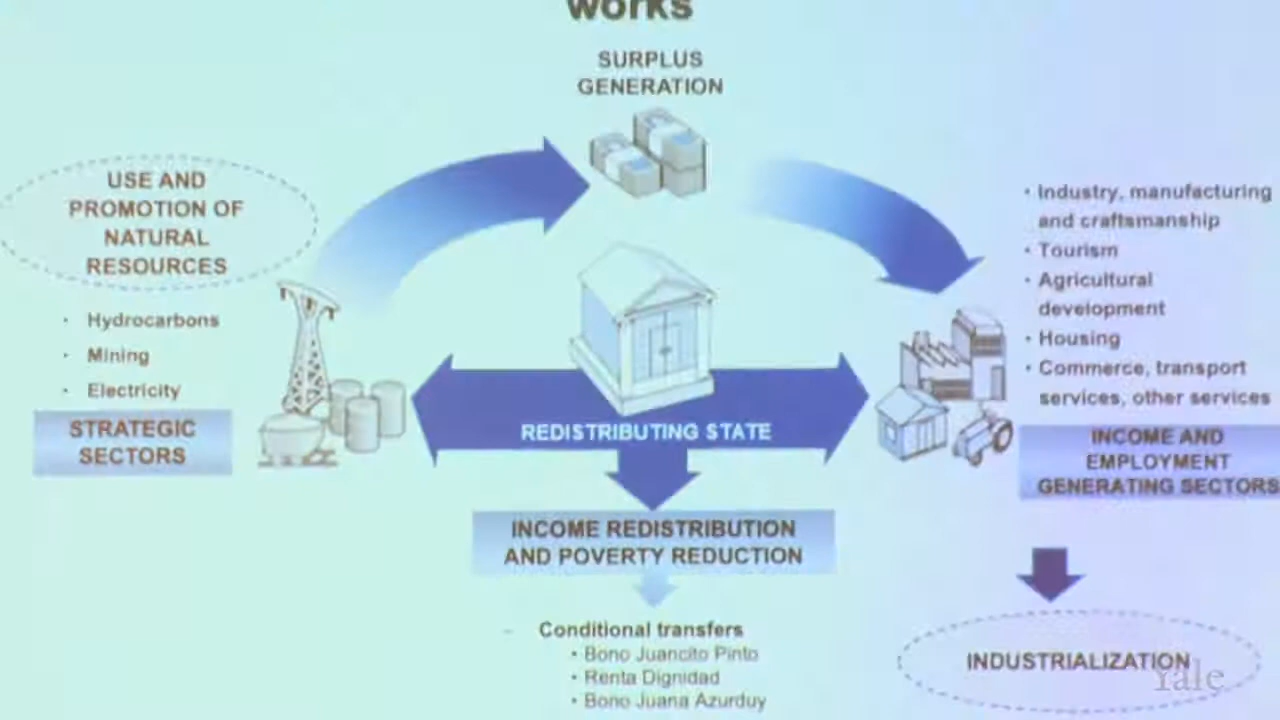 works
SURPLUS
GENERATION
USE AND
PROMOTION OF
NATURAL
RESOURCES
· Hydrocarbons
· Mining
· Electricity
STRATEGIC
SECTORS
REDISTRIBUTING STATE
• Industry, manufacturing
and craftsmanship
• Tourism
• Agricultural
development
• Housing
• Commerce, transport
services, other services
INCOME AND
EMPLOYMENT
GENERATING SECTORS
INCOME REDISTRIBUTION
AND POVERTY REDUCTION
– Conditional transfers
• Bono Juancito Pinto
• Renta Dignidad
• Bono Juana Azurduy
INDUSTRIALIZATION
Yale